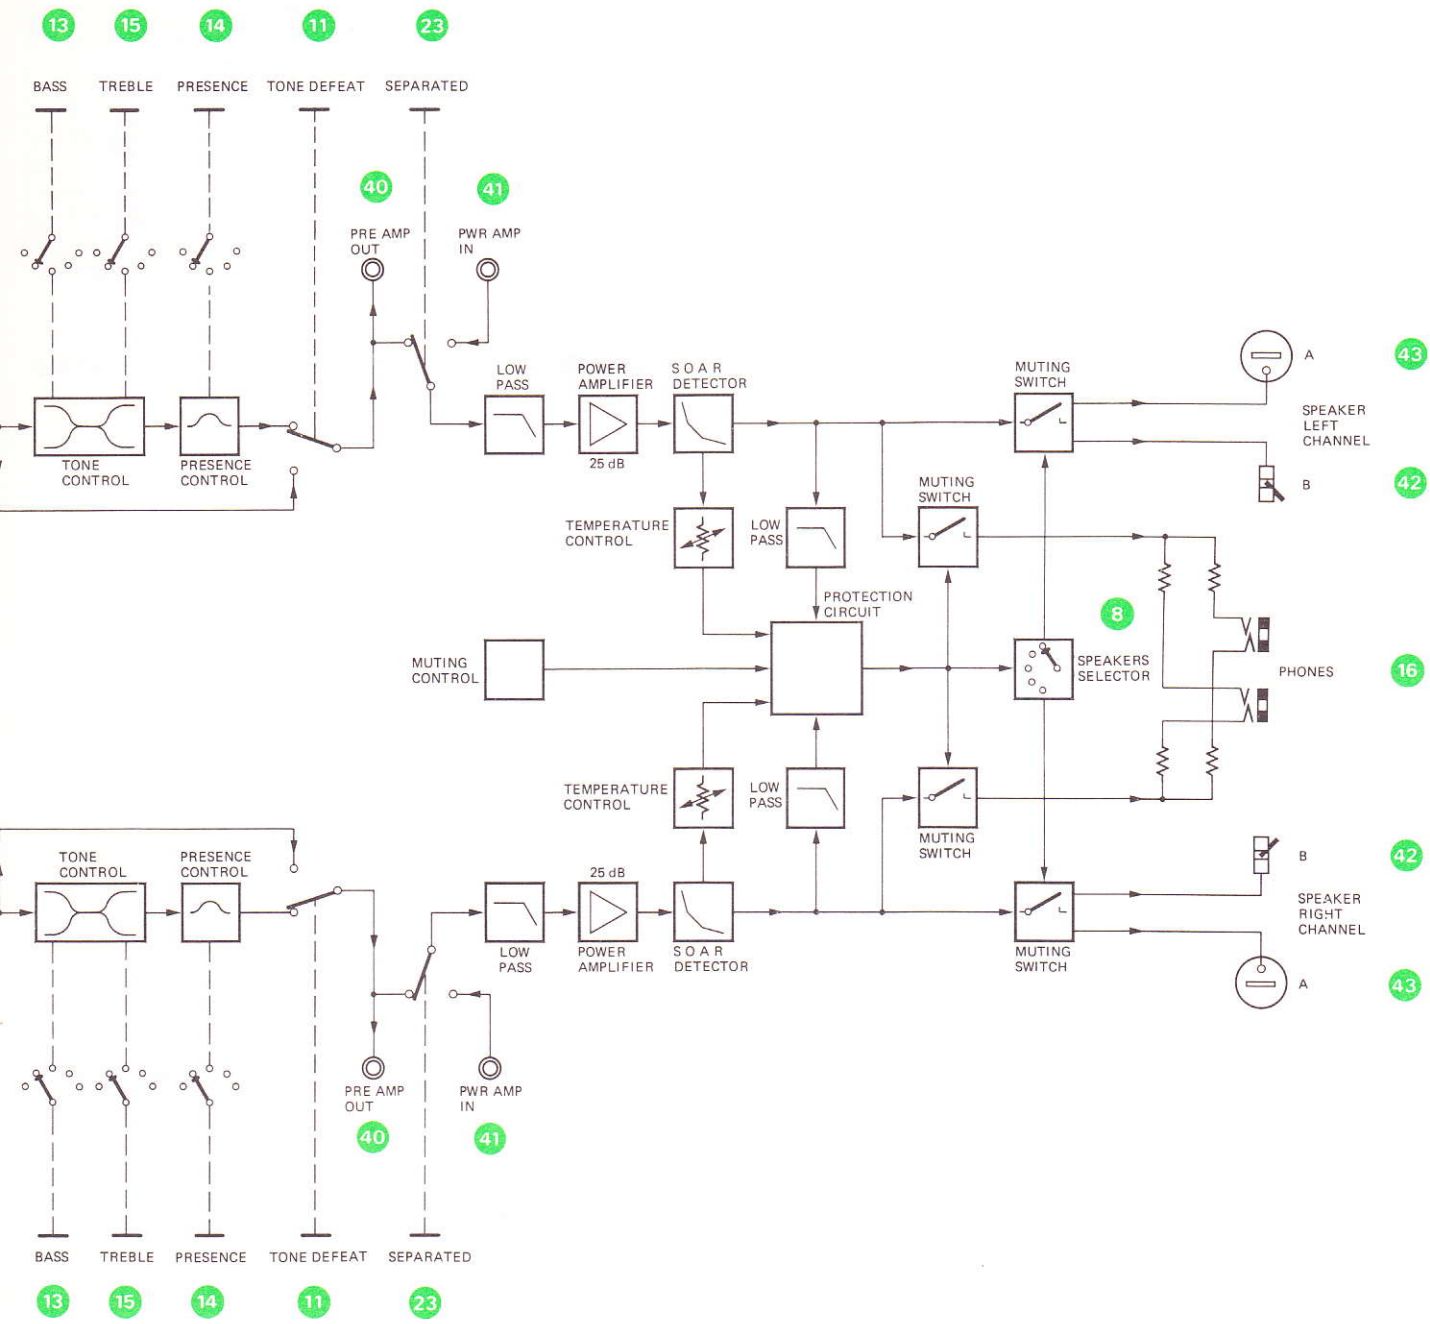 13 15 14 11 23
BASS TREBLE PRESENCE TONE DEFEAT SEPARATED
40 41
PRE AMP
OUT
PWR AMP
IN
43
A
SPEAKER
LEFT
CHANNEL
B
42
LOW
PASS
POWER
AMPLIFIER
25 dB
SOAR
DETECTOR
MUTING
SWITCH
TONE
CONTROL
PRESENCE
CONTROL
MUTING
SWITCH
TEMPERATURE
CONTROL
LOW
PASS
PROTECTION
CIRCUIT
8
MUTING
CONTROL
SPEAKERS
SELECTOR
PHONES
16
TEMPERATURE
CONTROL
LOW
PASS
MUTING
SWITCH
TONE
CONTROL
PRESENCE
CONTROL
25 dB
B
42
SPEAKER
RIGHT
CHANNEL
LOW
PASS
POWER
AMPLIFIER
SOAR
DETECTOR
MUTING
SWITCH
A
43
PRE AMP
OUT
PWR AMP
IN
40 41
BASS TREBLE PRESENCE TONE DEFEAT SEPARATED
13 15 14 11 23